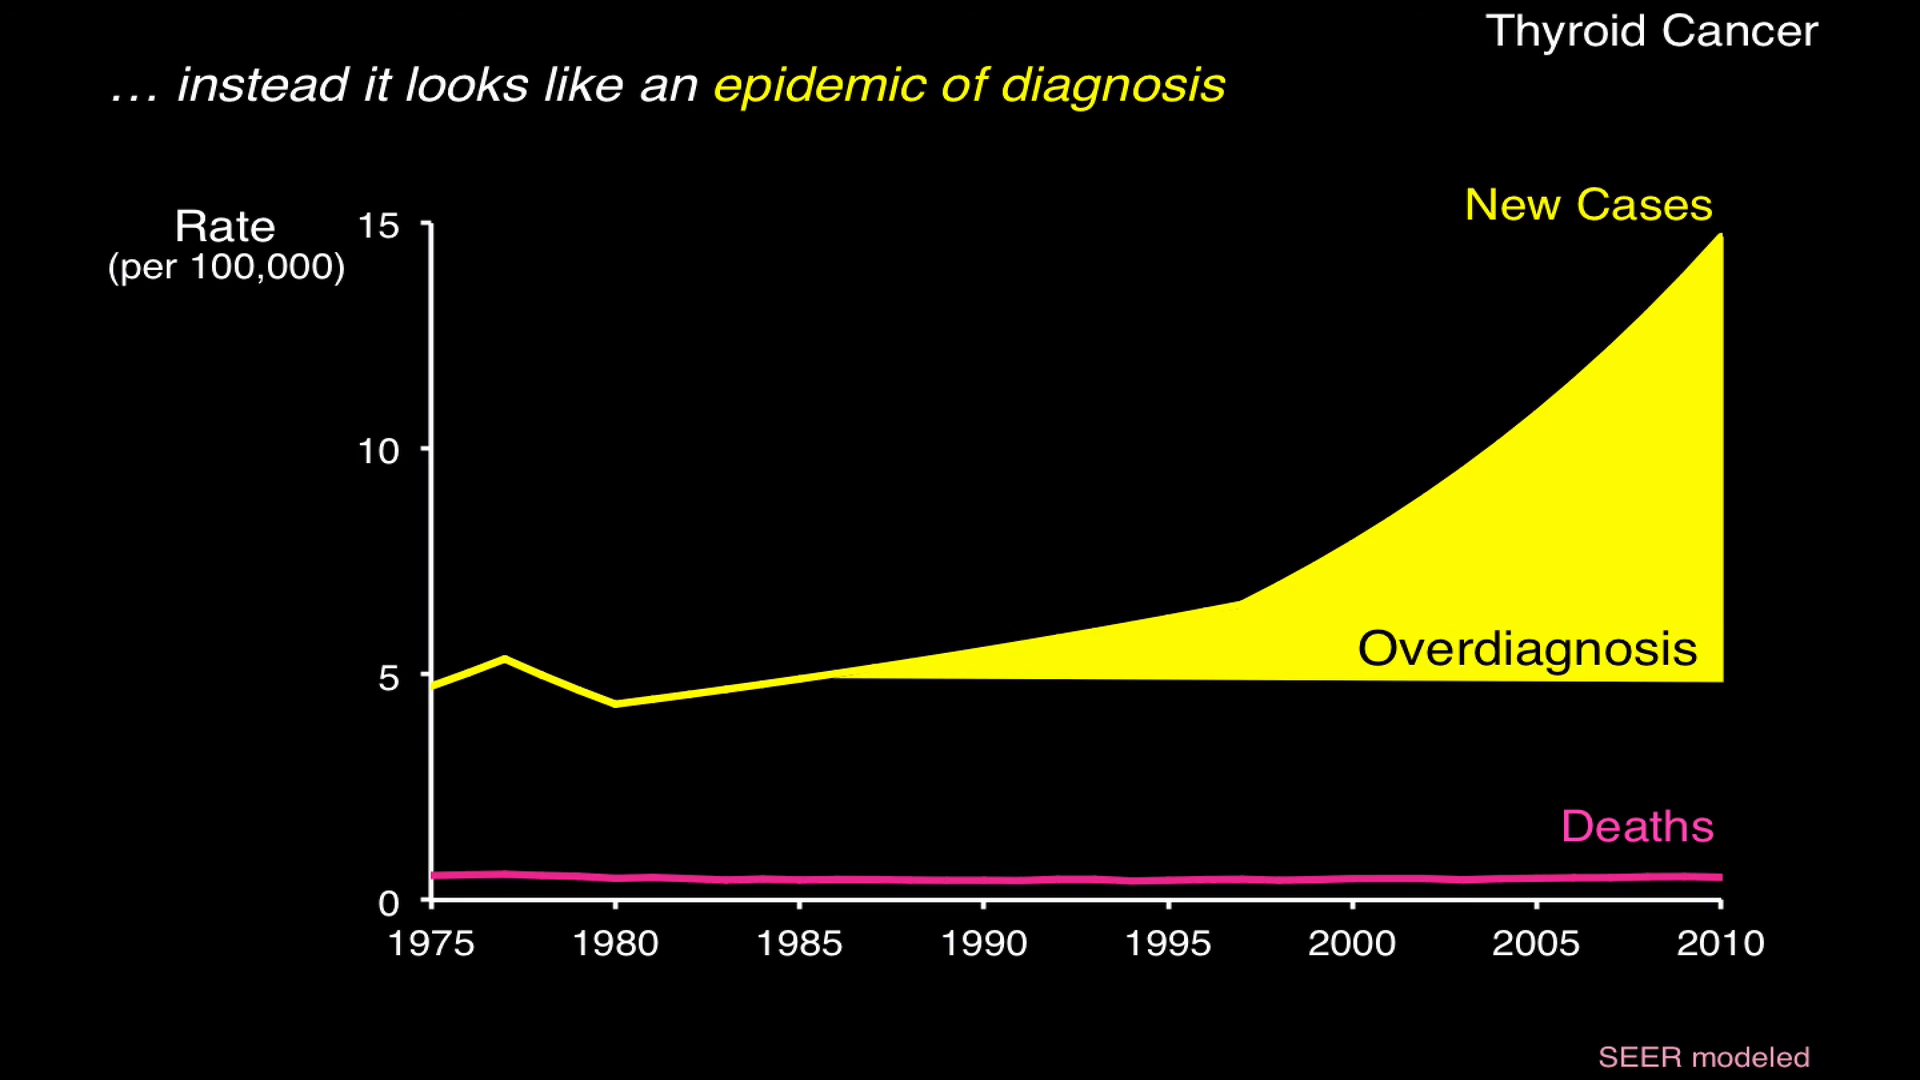 Thyroid Cancer
… instead it looks like an epidemic of diagnosis
New Cases
Rate
(per 100,000)
15
10
5
0
Overdiagnosis
Deaths
1975 1980 1985 1990 1995 2000 2005 2010
SEER modeled